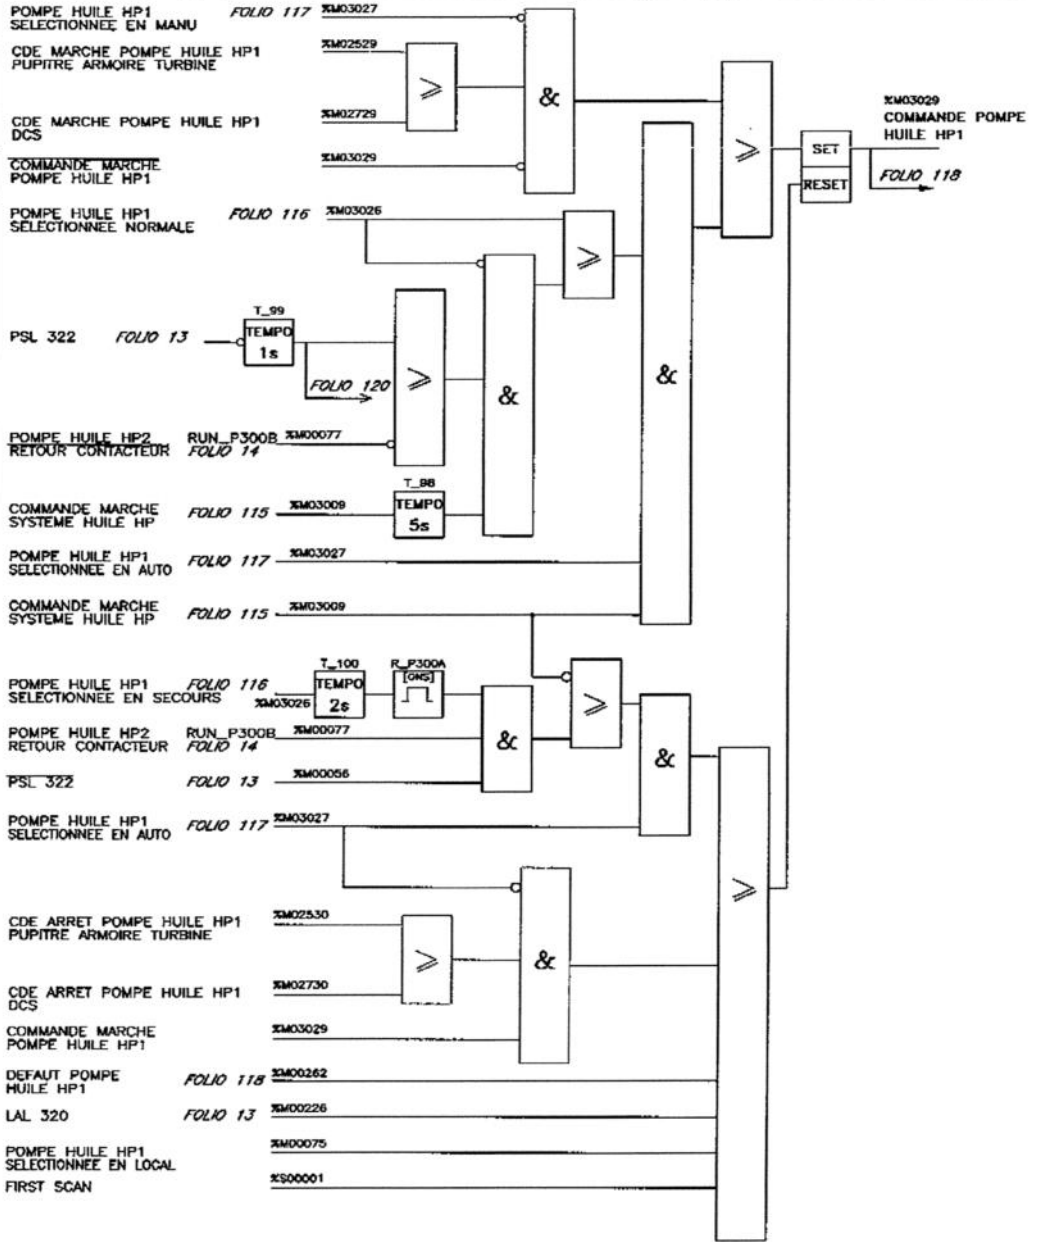 POMPE HUILE HP1 FOLIO 117 %M03027
SELECTIONNEE EN MANU
CDE MARCHE POMPE HUILE HP1 %M02529
PUPITRE ARMOIRE TURBINE
⩾
&
CDE MARCHE POMPE HUILE HP1 %M02729
DCS
COMMANDE MARCHE %M03029
POMPE HUILE HP1
⩾
%M03029
COMMANDE POMPE
HUILE HP1
SET
RESET
FOLIO 118
POMPE HUILE HP1 FOLIO 116 %M03026
SELECTIONNEE NORMALE
⩾
T_99
PSL 322 FOLIO 13 TEMPO
1s
FOLIO 120
⩾
&
&
POMPE HUILE HP2 RUN_P300B %M00077
RETOUR CONTACTEUR FOLIO 14
T_98
COMMANDE MARCHE FOLIO 115 %M03009 TEMPO
SYSTEME HUILE HP 5s
POMPE HUILE HP1 FOLIO 117 %M03027
SELECTIONNEE EN AUTO
COMMANDE MARCHE FOLIO 115 %M03009
SYSTEME HUILE HP
T_100 R_P300A
POMPE HUILE HP1 FOLIO 116 TEMPO [ONS]
SELECTIONNEE EN SECOURS %M03026 2s
⩾
POMPE HUILE HP2 RUN_P300B %M00077
RETOUR CONTACTEUR FOLIO 14
&
&
PSL 322 FOLIO 13 %M00056
POMPE HUILE HP1 FOLIO 117 %M03027
SELECTIONNEE EN AUTO
⩾
CDE ARRET POMPE HUILE HP1 %M02530
PUPITRE ARMOIRE TURBINE
⩾
&
CDE ARRET POMPE HUILE HP1 %M02730
DCS
COMMANDE MARCHE %M03029
POMPE HUILE HP1
DEFAUT POMPE FOLIO 118 %M00262
HUILE HP1
LAL 320 FOLIO 13 %M00226
POMPE HUILE HP1 %M00075
SELECTIONNEE EN LOCAL
FIRST SCAN %S00001